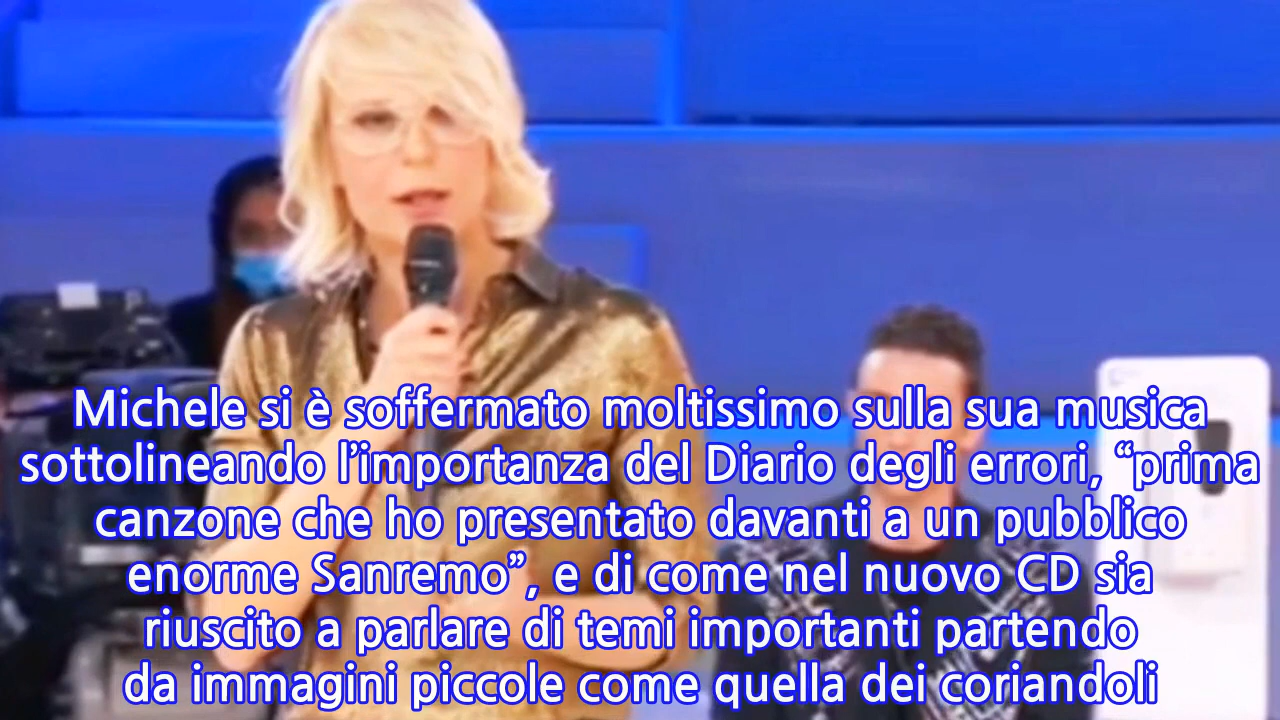 Michele si è soffermato moltissimo sulla sua musica
sottolineando l’importanza del Diario degli errori, “prima
canzone che ho presentato davanti a un pubblico
enorme Sanremo”, e di come nel nuovo CD sia
riuscito a parlare di temi importanti partendo
da immagini piccole come quella dei coriandoli